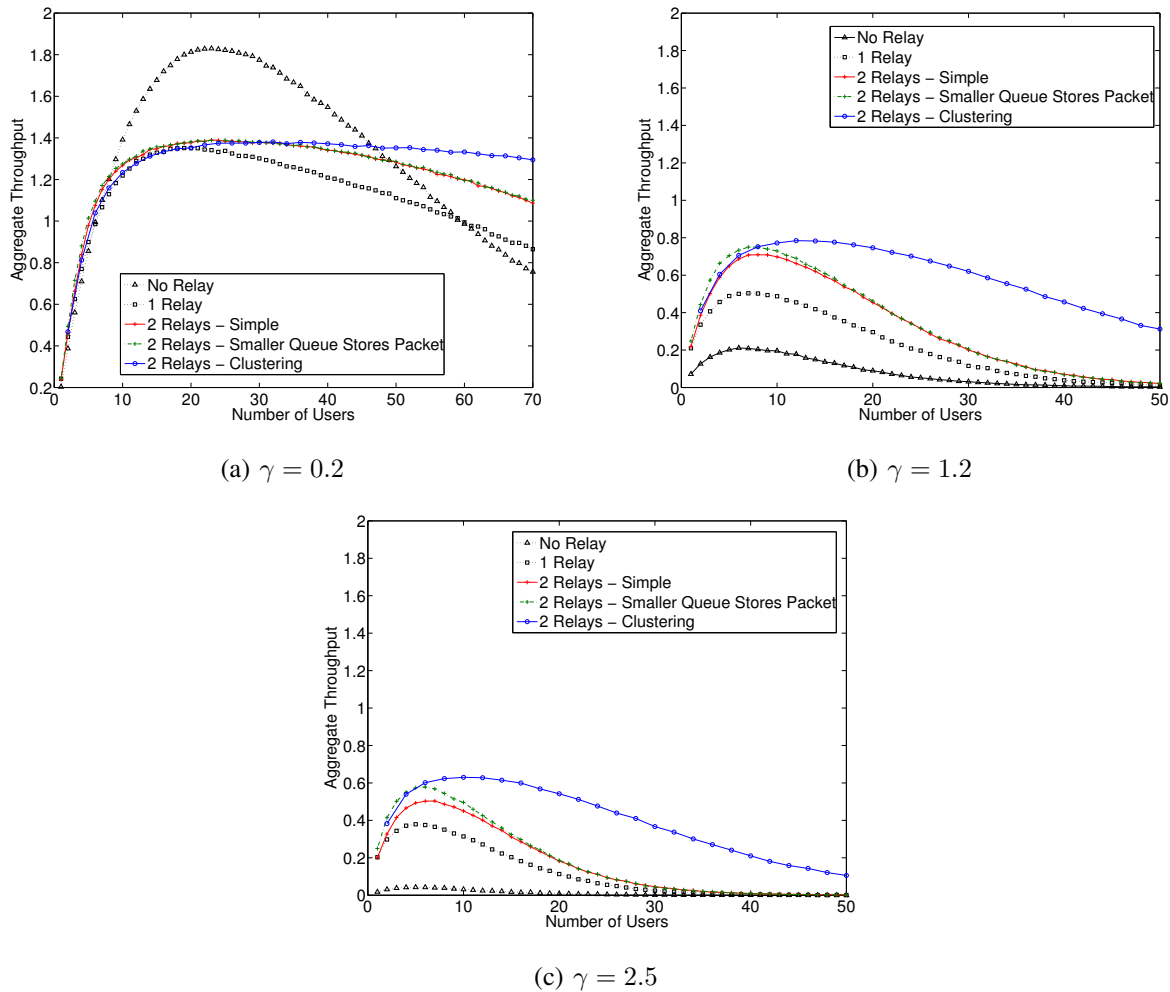 2
1.8
1.6
1.4
1.2
1
0.8
0.6
0.4
0.2
Aggregate Throughput
No Relay
1 Relay
2 Relays − Simple
2 Relays − Smaller Queue Stores Packet
2 Relays − Clustering
0 10 20 30 40 50 60 70
Number of Users
(a) γ = 0.2
2
1.8
1.6
1.4
1.2
1
0.8
0.6
0.4
0.2
0
Aggregate Throughput
No Relay
1 Relay
2 Relays − Simple
2 Relays − Smaller Queue Stores Packet
2 Relays − Clustering
0 10 20 30 40 50
Number of Users
(b) γ = 1.2
2
1.8
1.6
1.4
1.2
1
0.8
0.6
0.4
0.2
0
Aggregate Throughput
No Relay
1 Relay
2 Relays − Simple
2 Relays − Smaller Queue Stores Packet
2 Relays − Clustering
0 10 20 30 40 50
Number of Users
(c) γ = 2.5